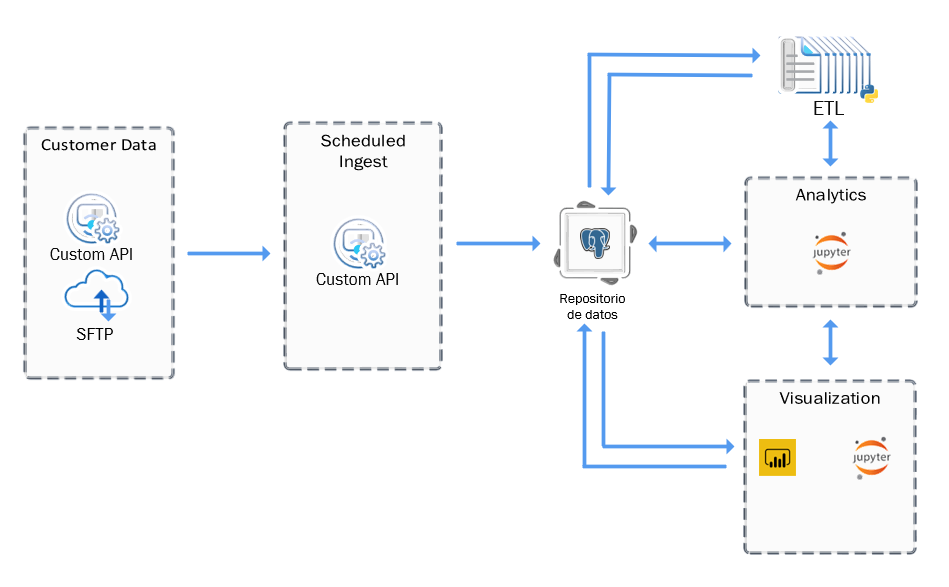 Customer Data
Custom API
SFTP
Scheduled
Ingest
Custom API
Repositorio
de datos
ETL
Analytics
jupyter
Visualization
jupyter